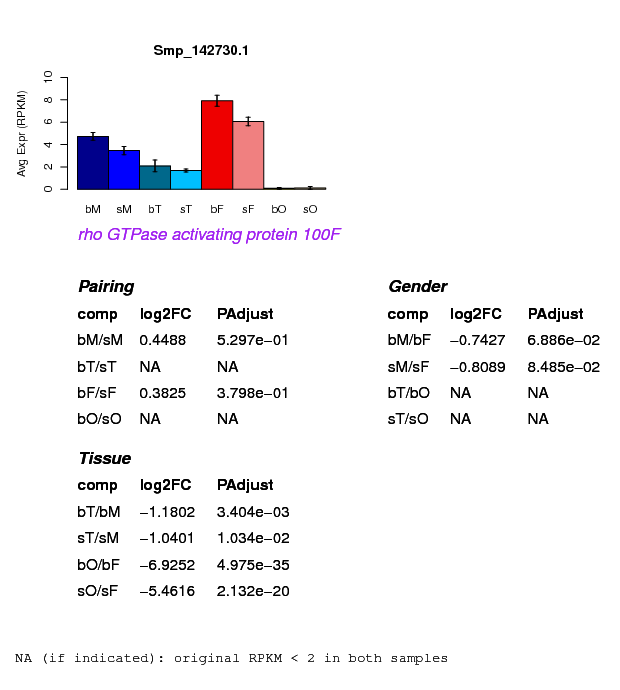 Smp_142730.1
Avg Expr (RPKM)
0 2 4 6 8 10
bM sM bT sT bF sF bO sO
rho GTPase activating protein 100F
Pairing
comp log2FC PAdjust
bM/sM 0.4488 5.297e−01
bT/sT NA NA
bF/sF 0.3825 3.798e−01
bO/sO NA NA
Gender
comp log2FC PAdjust
bM/bF −0.7427 6.886e−02
sM/sF −0.8089 8.485e−02
bT/bO NA NA
sT/sO NA NA
Tissue
comp log2FC PAdjust
bT/bM −1.1802 3.404e−03
sT/sM −1.0401 1.034e−02
bO/bF −6.9252 4.975e−35
sO/sF −5.4616 2.132e−20
NA (if indicated): original RPKM < 2 in both samples